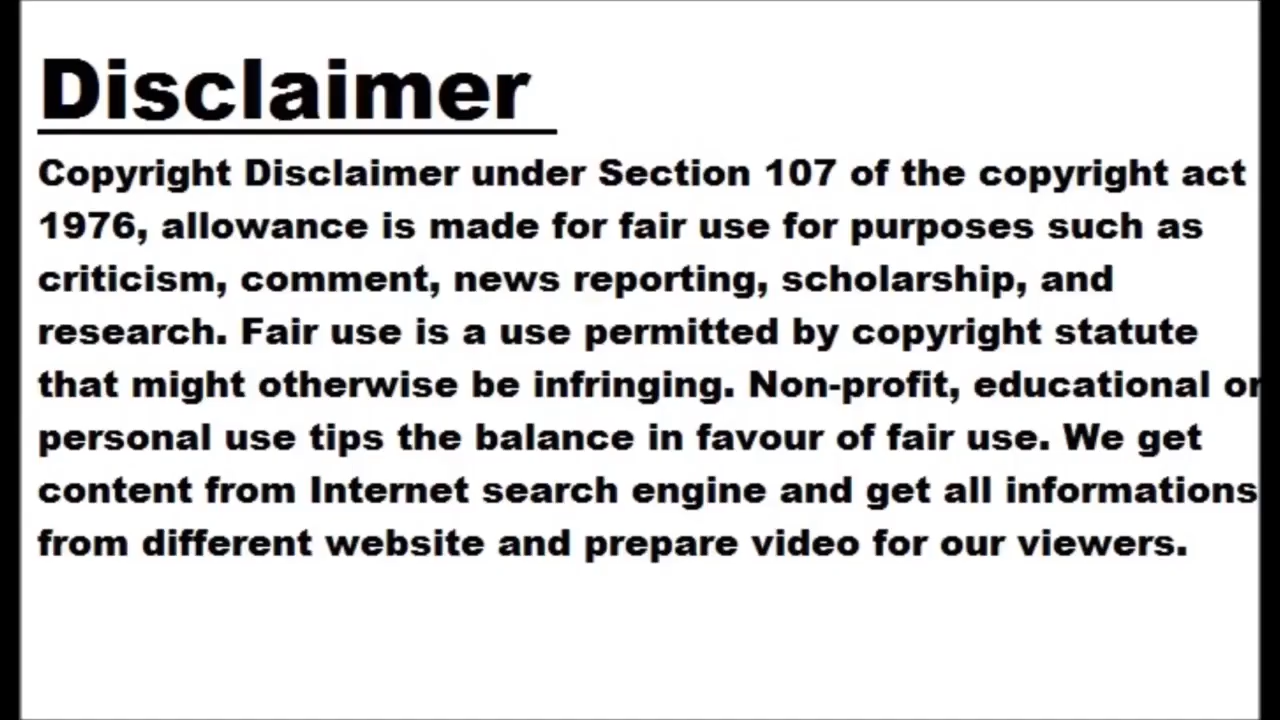 Disclaimer
Copyright Disclaimer under Section 107 of the copyright act
1976, allowance is made for fair use for purposes such as
criticism, comment, news reporting, scholarship, and
research. Fair use is a use permitted by copyright statute
that might otherwise be infringing. Non-profit, educational or
personal use tips the balance in favour of fair use. We get
content from Internet search engine and get all informations
from different website and prepare video for our viewers.